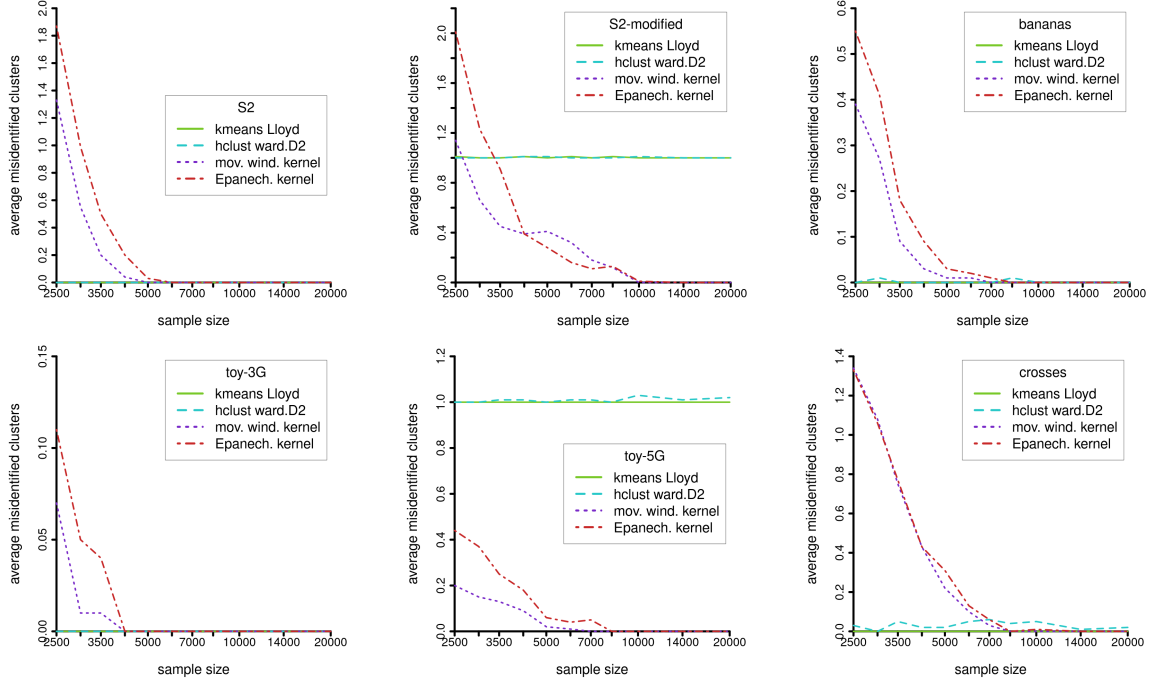 average misidentified clusters
0.0 0.2 0.4 0.6 0.8 1.0 1.2 1.4 1.6 1.8 2.0
S2
kmeans Lloyd
hclust ward.D2
mov. wind. kernel
Epanech. kernel
2500 3500 5000 7000 10000 14000 20000
sample size
average misidentified clusters
0.0 0.4 0.8 1.2 1.6 2.0
S2-modified
kmeans Lloyd
hclust ward.D2
mov. wind. kernel
Epanech. kernel
2500 3500 5000 7000 10000 14000 20000
sample size
average misidentified clusters
0.0 0.1 0.2 0.3 0.4 0.5 0.6
bananas
kmeans Lloyd
hclust ward.D2
mov. wind. kernel
Epanech. kernel
2500 3500 5000 7000 10000 14000 20000
sample size
average misidentified clusters
0.00 0.05 0.10 0.15
toy-3G
kmeans Lloyd
hclust ward.D2
mov. wind. kernel
Epanech. kernel
2500 3500 5000 7000 10000 14000 20000
sample size
average misidentified clusters
0.0 0.2 0.4 0.6 0.8 1.0 1.2
toy-5G
kmeans Lloyd
hclust ward.D2
mov. wind. kernel
Epanech. kernel
2500 3500 5000 7000 10000 14000 20000
sample size
average misidentified clusters
0.0 0.2 0.4 0.6 0.8 1.0 1.2 1.4
crosses
kmeans Lloyd
hclust ward.D2
mov. wind. kernel
Epanech. kernel
2500 3500 5000 7000 10000 14000 20000
sample size